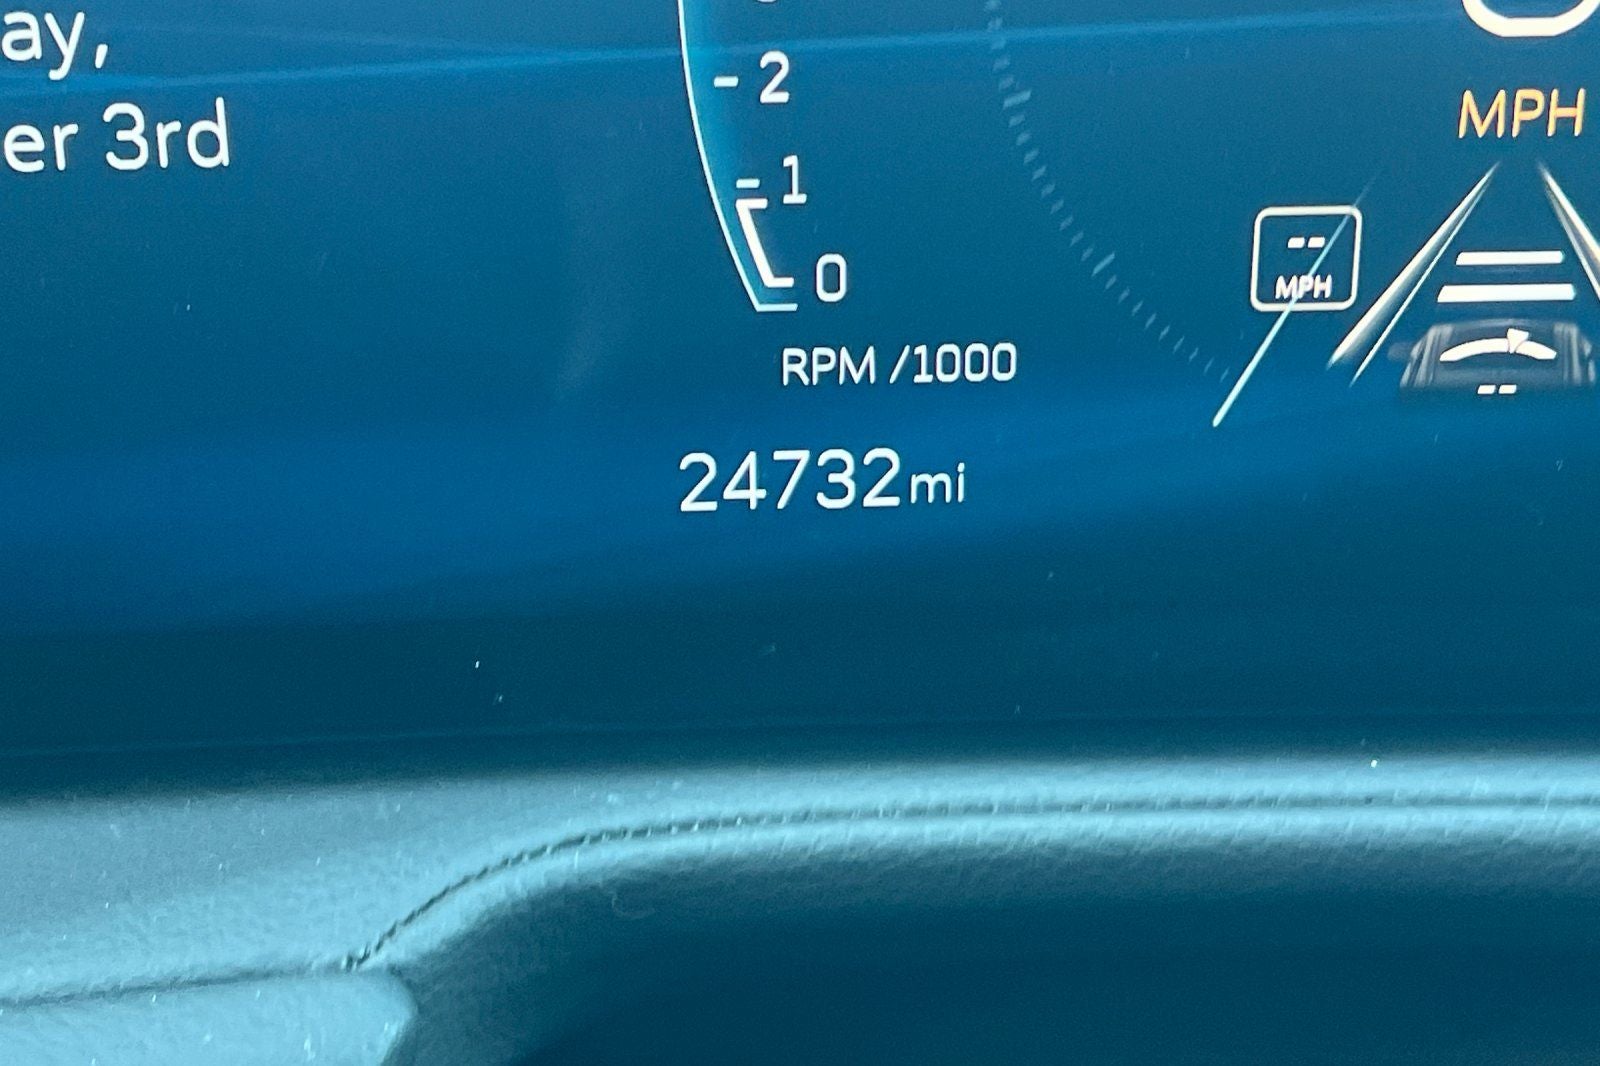 ay,
er 3rd
- 2
- 1
0
RPM /1000
24732mi
MPH
--
MPH
--